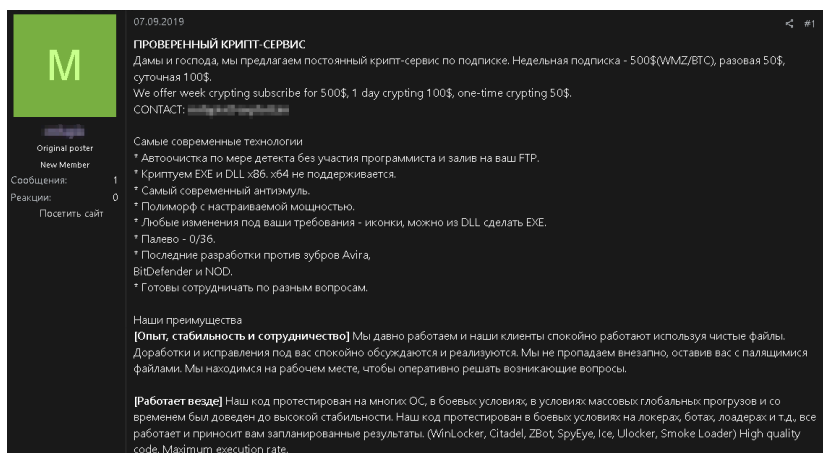 07.09.2019
#1
M
ПРОВЕРЕННЫЙ КРИПТ-СЕРВИС
Дамы и господа, мы предлагаем постоянный крипт-сервис по подписке. Недельная подписка - 500$(WMZ/BTC), разовая 50$,
суточная 100$.
We offer week crypting subscribe for 500$, 1 day crypting 100$, one-time crypting 50$.
CONTACT:
Original poster
New Member
Сообщения: 1
Реакции: 0
Посетить сайт
Самые современные технологии
* Автоочистка по мере детекта без участия программиста и залив на ваш FTP.
* Криптуем EXE и DLL x86. x64 не поддерживается.
* Самый современный антиэмуль.
* Полиморф с настраиваемой мощностью.
* Любые изменения под ваши требования - иконки, можно из DLL сделать EXE.
* Палево - 0/36.
* Последние разработки против зубров Avira,
BitDefender и NOD.
* Готовы сотрудничать по разным вопросам.
Наши преимущества
[Опыт, стабильность и сотрудничество] Мы давно работаем и наши клиенты спокойно работают используя чистые файлы.
Доработки и исправления под вас спокойно обсуждаются и реализуются. Мы не пропадаем внезапно, оставив вас с палящимися
файлами. Мы находимся на рабочем месте, чтобы оперативно решать возникающие вопросы.
[Работает везде] Наш код протестирован на многих ОС, в боевых условиях, в условиях массовых глобальных прогрузов и со
временем был доведен до высокой стабильности. Наш код протестирован в боевых условиях на локерах, ботах, лоадерах и т.д., все
работает и приносит вам запланированные результаты. (WinLocker, Citadel, ZBot, SpyEye, Ice, Ulocker, Smoke Loader) High quality
code. Maximum execution rate.